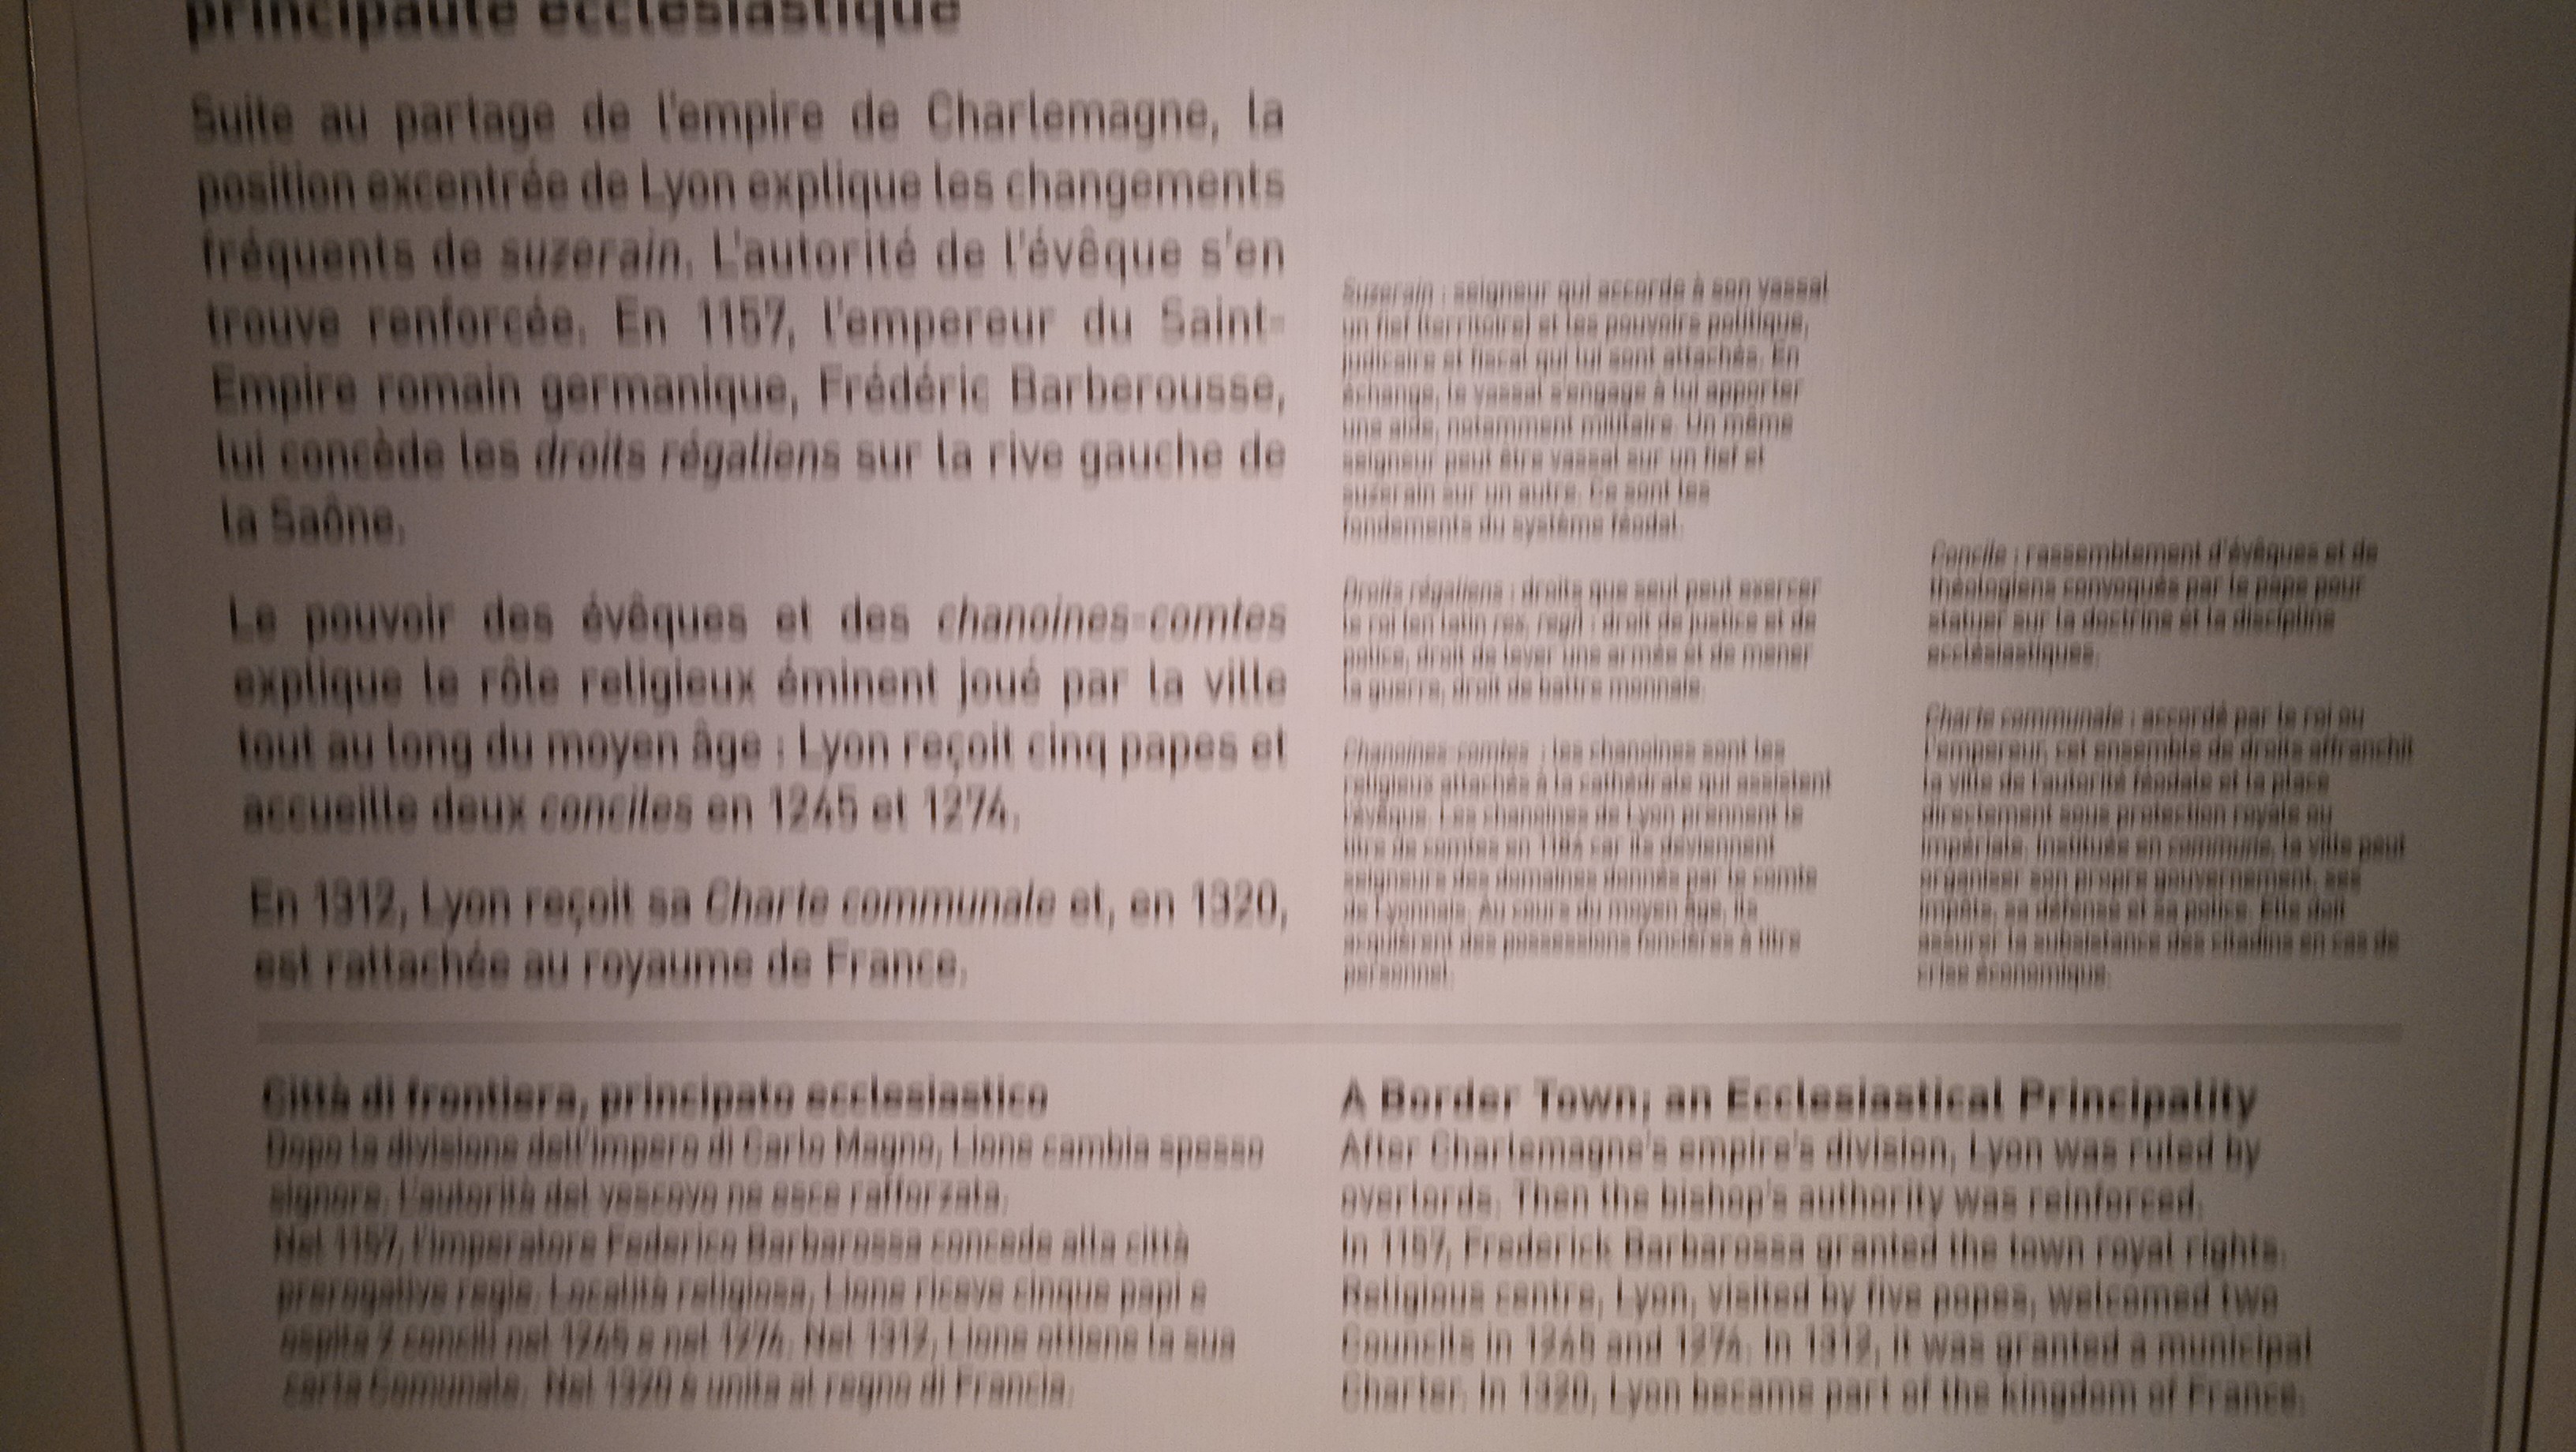 principauté ecclésiastique
Suite au partage de l'empire de Charlemagne, la
position excentrée de Lyon explique les changements
fréquents de suzerain. L'autorité de l'évêque s'en
trouve renforcée. En 1157, l'empereur du Saint-
Empire romain germanique, Frédéric Barberousse,
lui concède les droits régaliens sur la rive gauche de
la Saône.
Le pouvoir des évêques et des chanoines-comtes
explique le rôle religieux éminent joué par la ville
tout au long du moyen âge : Lyon reçoit cinq papes et
accueille deux conciles en 1245 et 1274.
En 1312, Lyon reçoit sa Charte communale et, en 1320,
est rattachée au royaume de France.
Suzerain : seigneur qui accorde à son vassal
un fief (territoire) et les pouvoirs politique,
judicaire et fiscal qui lui sont attachés. En
échange, le vassal s'engage à lui apporter
une aide, notamment militaire. Un même
seigneur peut être vassal sur un fief et
suzerain sur un autre. Ce sont les
fondements du système féodal.
Droits régaliens : droits que seul peut exercer
le roi (en latin rex, regi) : droit de justice et de
police, droit de lever une armée et de mener
la guerre, droit de battre monnaie.
Chanoines-comtes : les chanoines sont les
religieux attachés à la cathédrale qui assistent
l'évêque. Les chanoines de Lyon prennent le
titre de comtes en car ils deviennent
seigneurs des domaines donnés par le comte
de Lyonnais. Au cours du moyen âge, ils
acquièrent des possessions foncières à titre
personnel.
Concile : rassemblement d'évêques et de
théologiens convoqués par le pape pour
statuer sur la doctrine et la discipline
ecclésiastiques.
Charte communale : accordé par le roi ou
l'empereur, cet ensemble de droits affranchit
la ville de l'autorité féodale et la place
directement sous protection royale ou
impériale. Instituée en commune, la ville peut
organiser son propre gouvernement, ses
impôts, sa défense et sa police. Elle doit
assurer la subsistance des citadins en cas de
crise économique.
Città di frontiera, principato ecclesiastico
Dopo la divisione dell'impero di Carlo Magno, Lione cambia spesso
signore. L'autorità del vescovo ne esce rafforzata.
Nel 1157, l'imperatore Federico Barbarossa concede alla città
prerogative regie. Località religiosa, Lione riceve cinque papi e
ospita 2 concili nel 1245 e nel 1274. Nel 1312, Lione ottiene la sua
carta Comunale. Nel 1320 è unita al regno di Francia.
A Border Town; an Ecclesiastical Principality
After Charlemagne's empire's division, Lyon was ruled by
overlords. Then the bishop's authority was reinforced.
In 1157, Frederick Barbarossa granted the town royal rights.
Religious centre, Lyon, visited by five popes, welcomed two
Councils in 1245 and 1274. In 1312, it was granted a municipal
Charter. In 1320, Lyon became part of the kingdom of France.